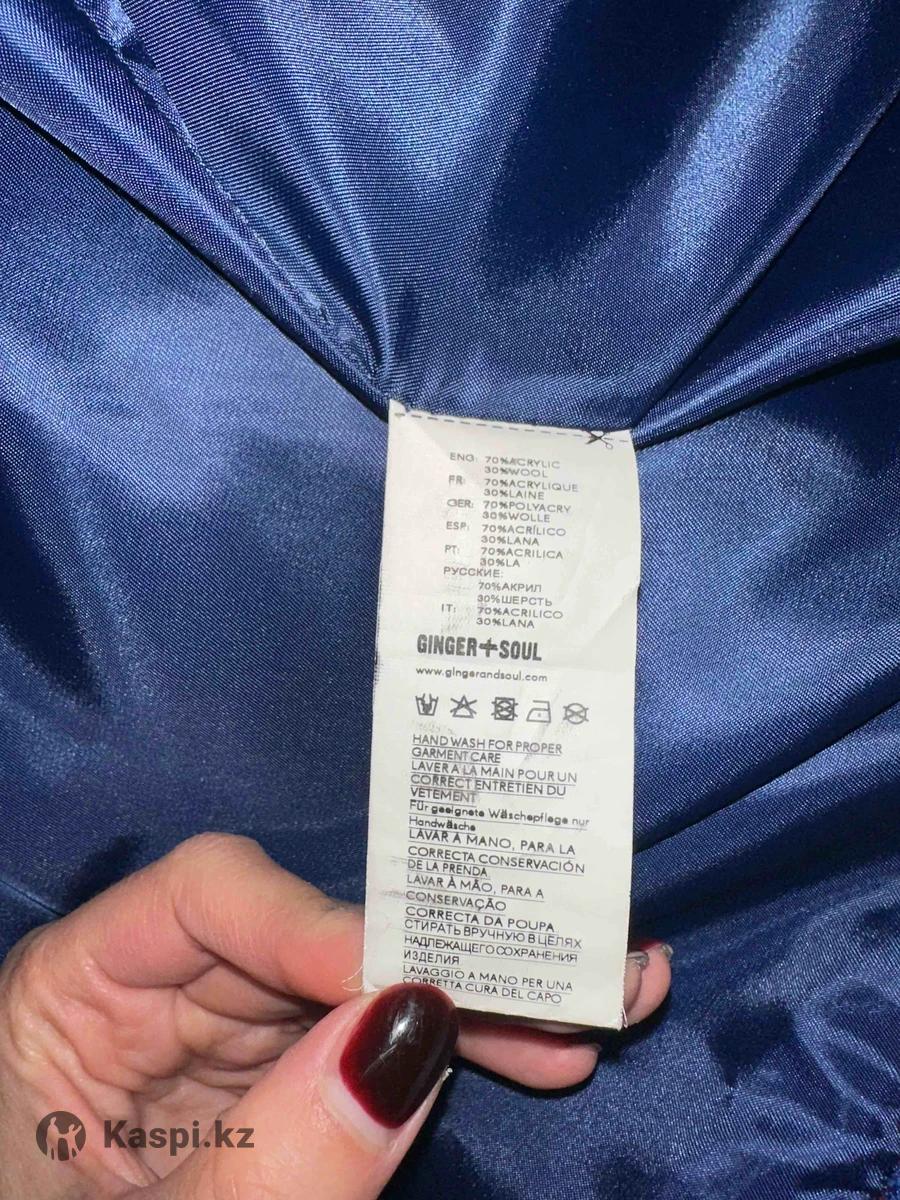 ENG: 70%ACRYLIC
30%WOOL
FR: 70%ACRYLIQUE
30%LAINE
GER: 70%POLYACRY
30%WOLLE
ESP: 70%ACRÍLICO
30%LANA
PT: 70%ACRILICA
30%LA
РУССКИЕ:
70%АКРИЛ
30%ШЕРСТЬ
IT: 70%ACRILICO
30%LANA
GINGER+SOUL
www.gingerandsoul.com
HAND WASH FOR PROPER
GARMENT CARE
LAVER A LA MAIN POUR UN
CORRECT ENTRETIEN DU
VÊTEMENT
Für geeignete Wäschepflege nur
Handwäsche
LAVAR A MANO, PARA LA
CORRECTA CONSERVACIÓN
DE LA PRENDA
LAVAR À MÃO, PARA A
CONSERVAÇÃO
CORRECTA DA POUPA
СТИРАТЬ ВРУЧНУЮ В ЦЕЛЯХ
НАДЛЕЖАЩЕГО СОХРАНЕНИЯ
ИЗДЕЛИЯ
LAVAGGIO A MANO PER UNA
CORRETTA CURA DEL CAPO
Kaspi.kz